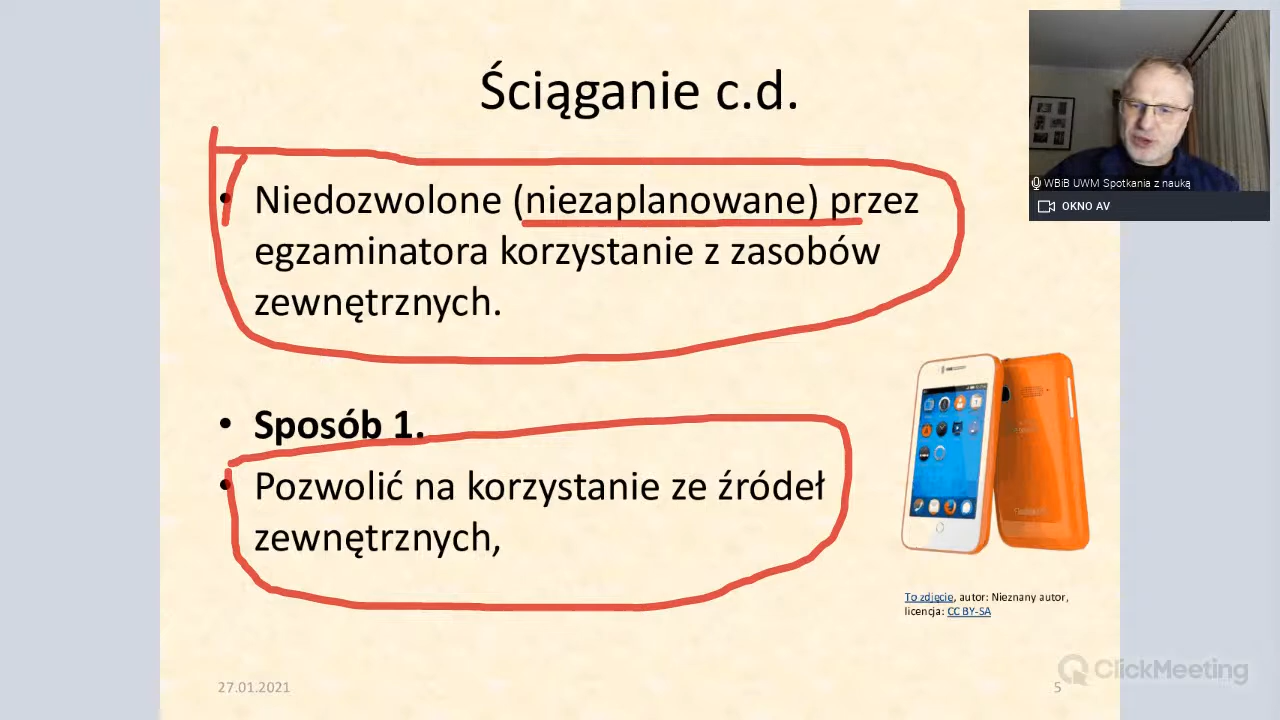 Ściąganie c.d.
• Niedozwolone (niezaplanowane) przez
egzaminatora korzystanie z zasobów
zewnętrznych.
• Sposób 1.
• Pozwolić na korzystanie ze źródeł
zewnętrznych,
To zdjęcie, autor: Nieznany autor,
licencja: CC BY-SA
27.01.2021
5
WBiB UWM Spotkania z nauką
OKNO AV
ClickMeeting